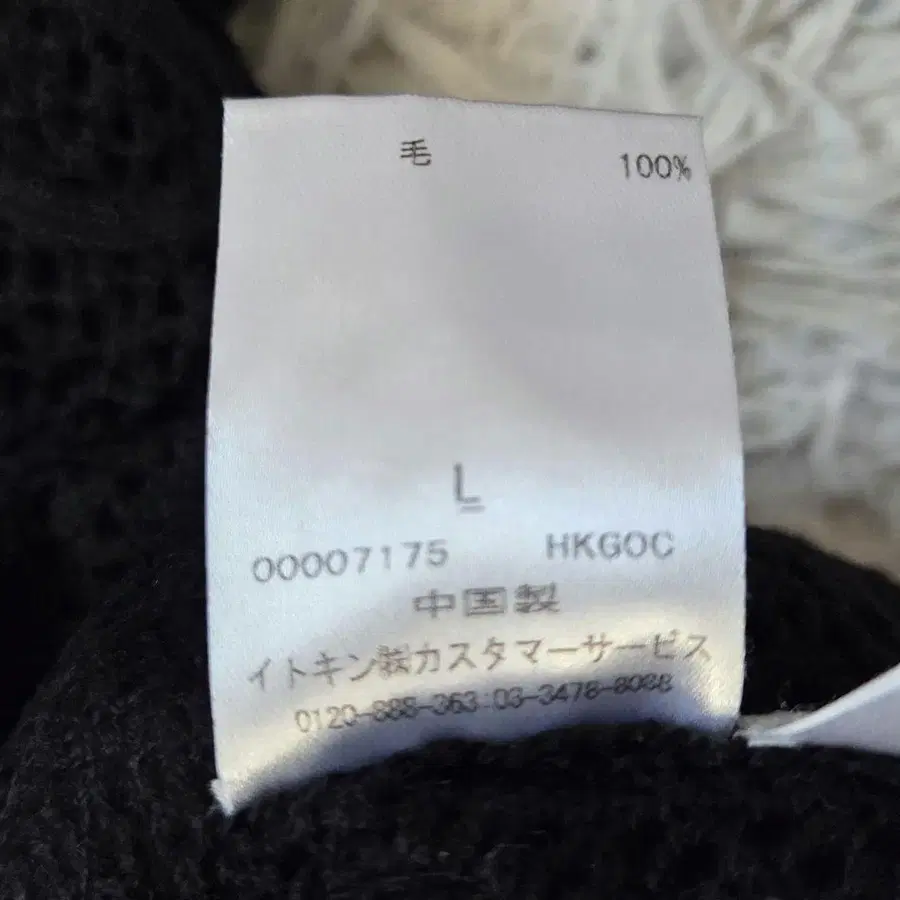 毛 100%
L
00007175 HKGOC
中国製
イトキン㈱カスタマーサービス
0120-888-363 03-3478-8088